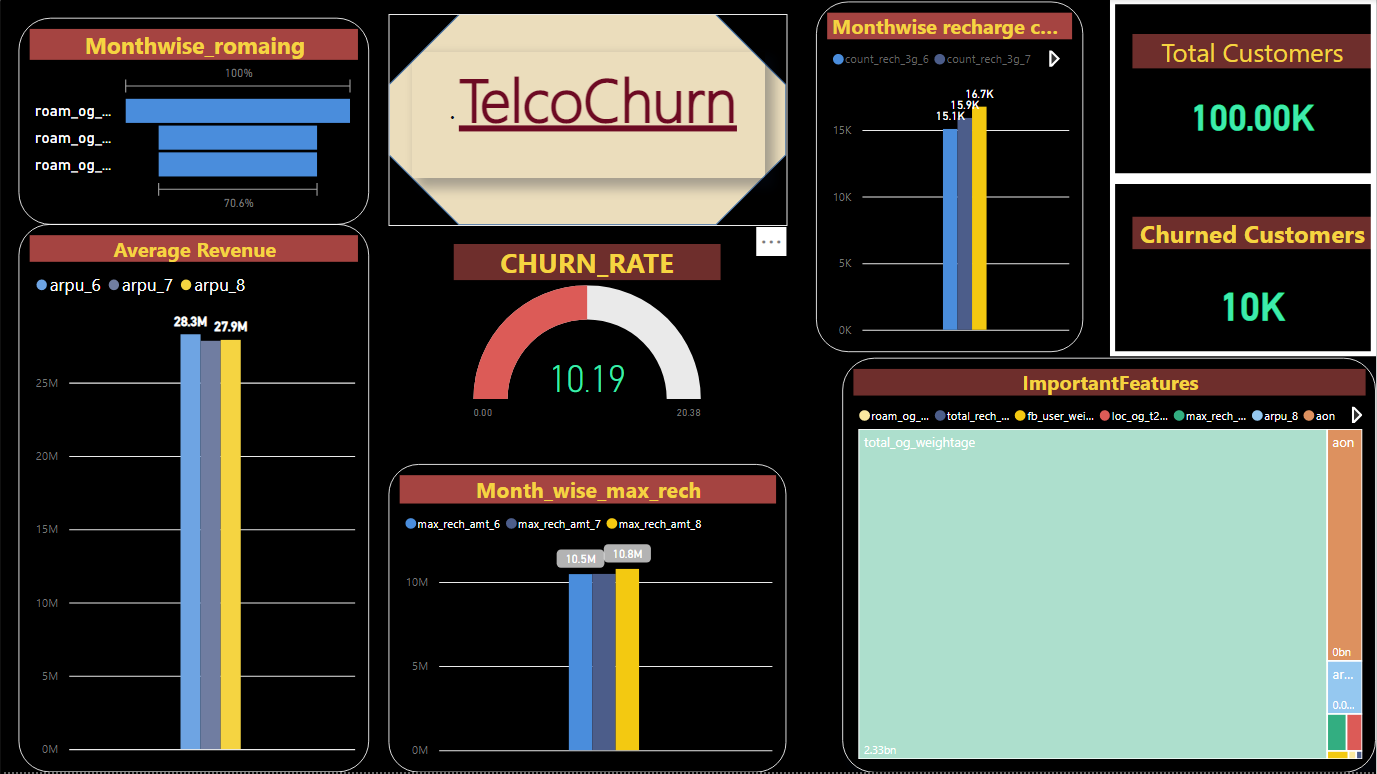 Monthwise_romaing
100%
roam_og_...
roam_og_...
roam_og_...
70.6%
Average Revenue
arpu_6 arpu_7 arpu_8
28.3M
27.9M
25M
20M
15M
10M
5M
0M
.TelcoChurn
...
CHURN_RATE
10.19
0.00
20.38
Month_wise_max_rech
max_rech_amt_6 max_rech_amt_7 max_rech_amt_8
10.5M
10.8M
10M
5M
0M
Monthwise recharge c...
count_rech_3g_6 count_rech_3g_7
16.7K
15.9K
15.1K
15K
10K
5K
0K
Total Customers
100.00K
Churned Customers
10K
ImportantFeatures
roam_og_... total_rech_... fb_user_wei... loc_og_t2... max_rech_... arpu_8 aon
total_og_weightage
2.33bn
aon
0bn
ar...
0.0...